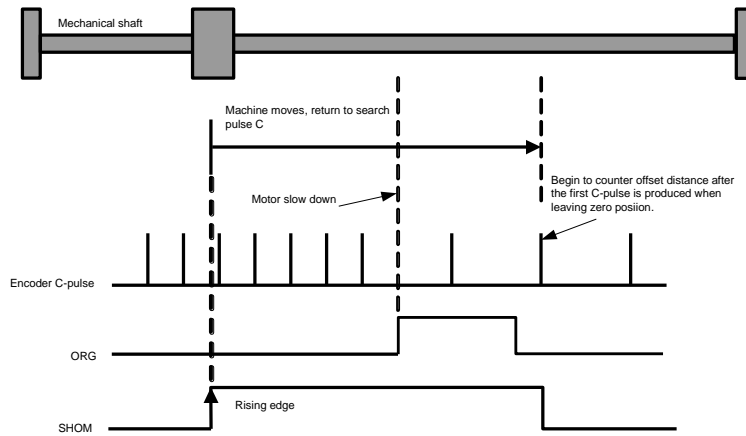 Mechanical shaft
Machine moves, return to search
pulse C
Motor slow down
Begin to counter offset distance after
the first C-pulse is produced when
leaving zero posiion.
Encoder C-pulse
ORG
Rising edge
SHOM